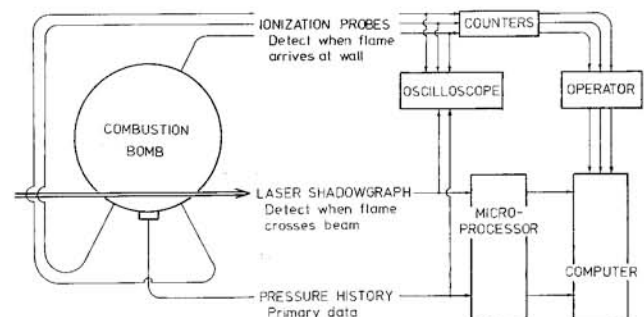 IONIZATION PROBES
Detect when flame
arrives at wall
COUNTERS
OSCILLOSCOPE
OPERATOR
COMBUSTION
BOMB
LASER SHADOWGRAPH
Detect when flame
crosses beam
MICRO-
PROCESSOR
COMPUTER
PRESSURE HISTORY
Primary data